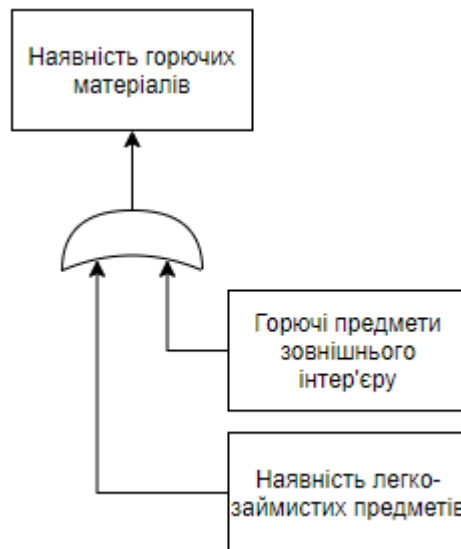 Наявність горючих
матеріалів
Горючі предмети
зовнішнього
інтер'єру
Наявність легко-
займистих предметів